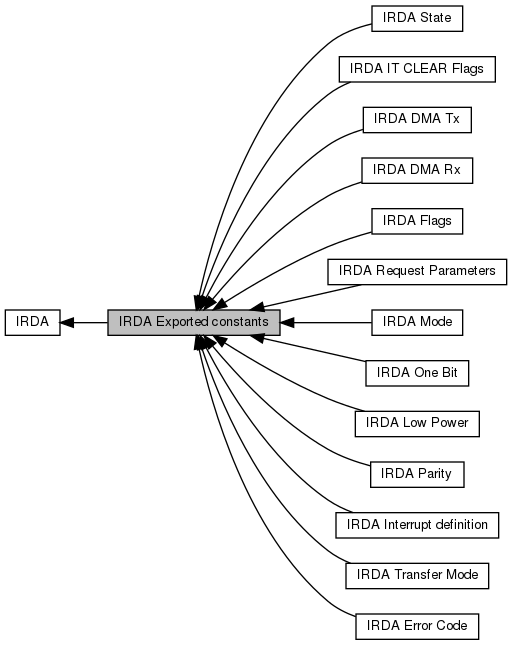 IRDA State
IRDA IT CLEAR Flags
IRDA DMA Tx
IRDA DMA Rx
IRDA Flags
IRDA Request Parameters
IRDA
IRDA Exported constants
IRDA Mode
IRDA One Bit
IRDA Low Power
IRDA Parity
IRDA Interrupt definition
IRDA Transfer Mode
IRDA Error Code